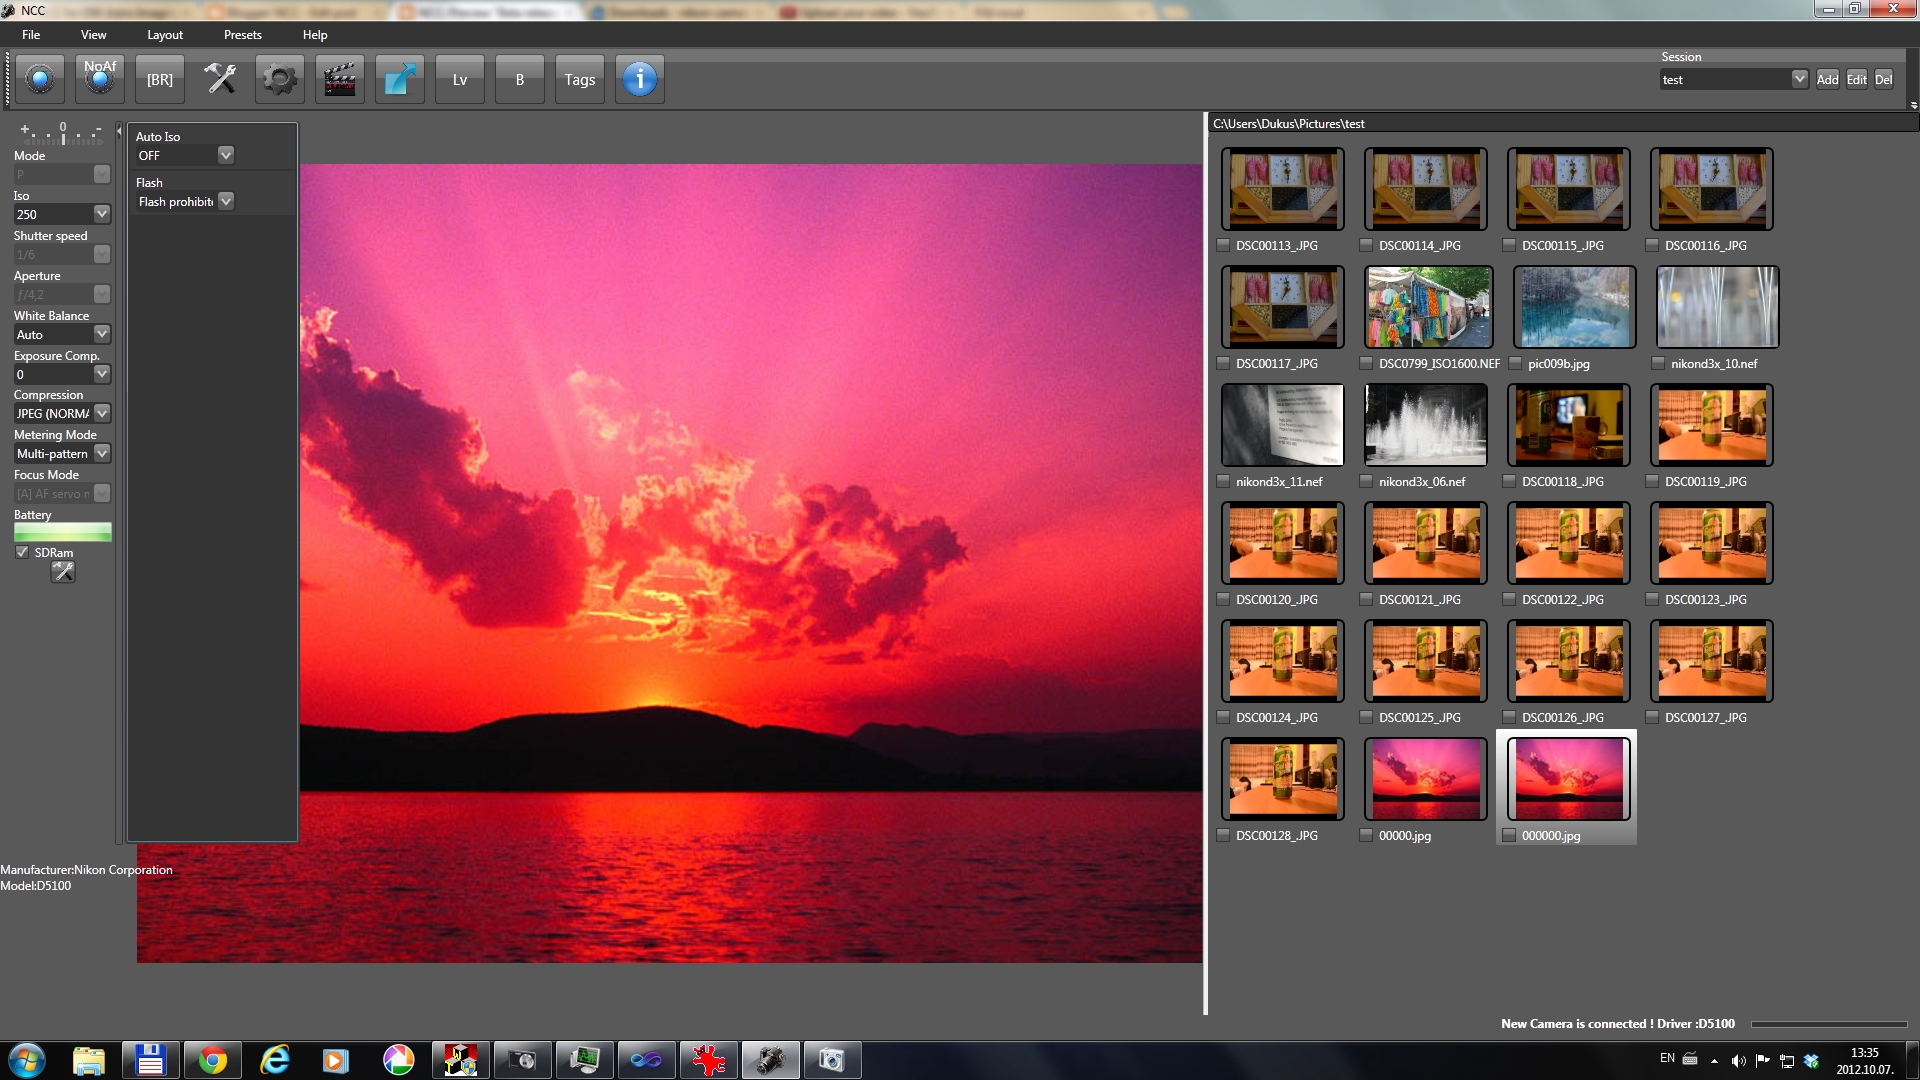 NCC
File View Layout Presets Help
NoAf [BR] Lv B Tags
Session
test Add Edit Del
+ 0 -
Mode
P
Iso
250
Shutter speed
1/6
Aperture
ƒ/4,2
White Balance
Auto
Exposure Comp.
0
Compression
JPEG (NORMA
Metering Mode
Multi-pattern
Focus Mode
[A] AF servo m
Battery
SDRam
Auto Iso
OFF
Flash
Flash prohibite
Manufacturer:Nikon Corporation
Model:D5100
C:\Users\Dukus\Pictures\test
DSC00113_JPG DSC00114_JPG DSC00115_JPG DSC00116_JPG
DSC00117_JPG DSC0799_ISO1600.NEF pic009b.jpg nikond3x_10.nef
nikond3x_11.nef nikond3x_06.nef DSC00118_JPG DSC00119_JPG
DSC00120_JPG DSC00121_JPG DSC00122_JPG DSC00123_JPG
DSC00124_JPG DSC00125_JPG DSC00126_JPG DSC00127_JPG
DSC00128_JPG 00000.jpg 000000.jpg
New Camera is connected ! Driver :D5100
EN
13:35
2012.10.07.